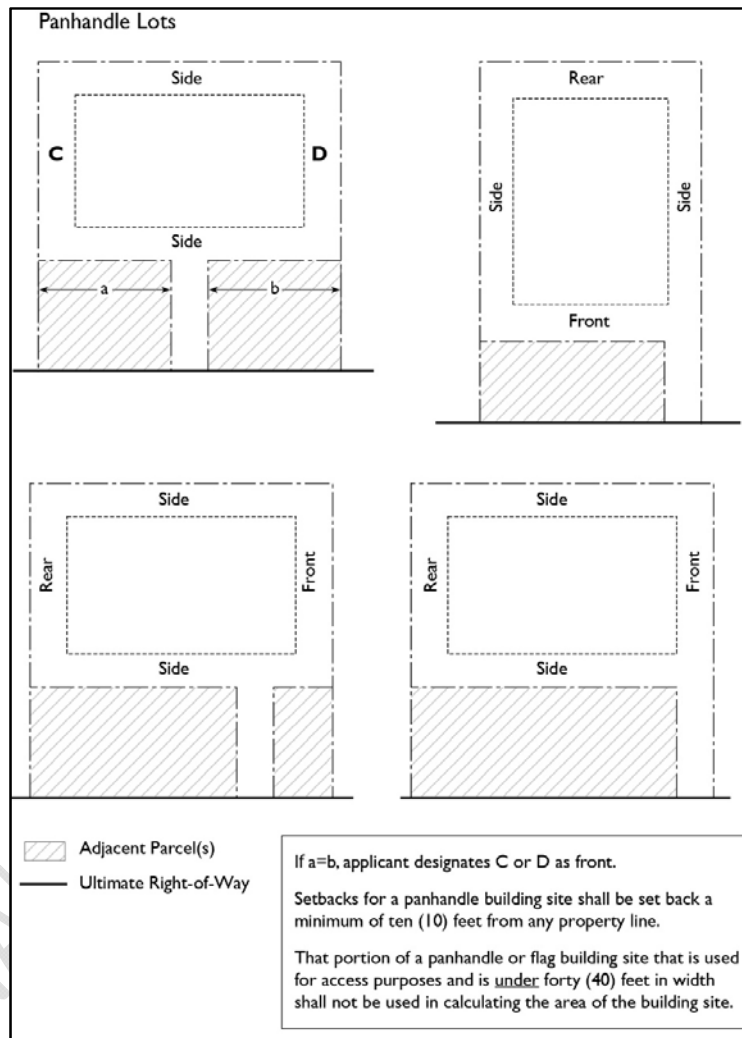 Panhandle Lots
Side
C
D
Side
a
b
Rear
Side
Side
Front
Side
Rear
Front
Side
Side
Rear
Front
Side
Adjacent Parcel(s)
Ultimate Right-of-Way
If a=b, applicant designates C or D as front.
Setbacks for a panhandle building site shall be set back a
minimum of ten (10) feet from any property line.
That portion of a panhandle or flag building site that is used
for access purposes and is under forty (40) feet in width
shall not be used in calculating the area of the building site.